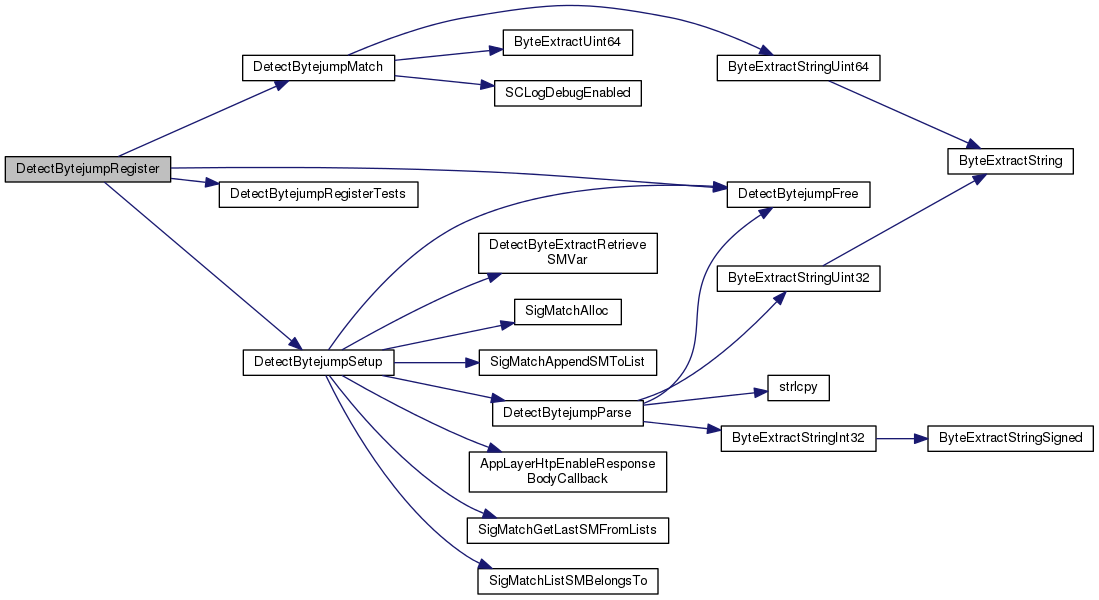 ByteExtractUint64
DetectBytejumpMatch
ByteExtractStringUint64
SCLogDebugEnabled
DetectBytejumpRegister
ByteExtractString
DetectBytejumpRegisterTests
DetectBytejumpFree
DetectByteExtractRetrieve
SMVar
ByteExtractStringUint32
SigMatchAlloc
DetectBytejumpSetup
SigMatchAppendSMToList
strlcpy
DetectBytejumpParse
ByteExtractStringInt32
ByteExtractStringSigned
AppLayerHtpEnableResponse
BodyCallback
SigMatchGetLastSMFromLists
SigMatchListSMBelongsTo